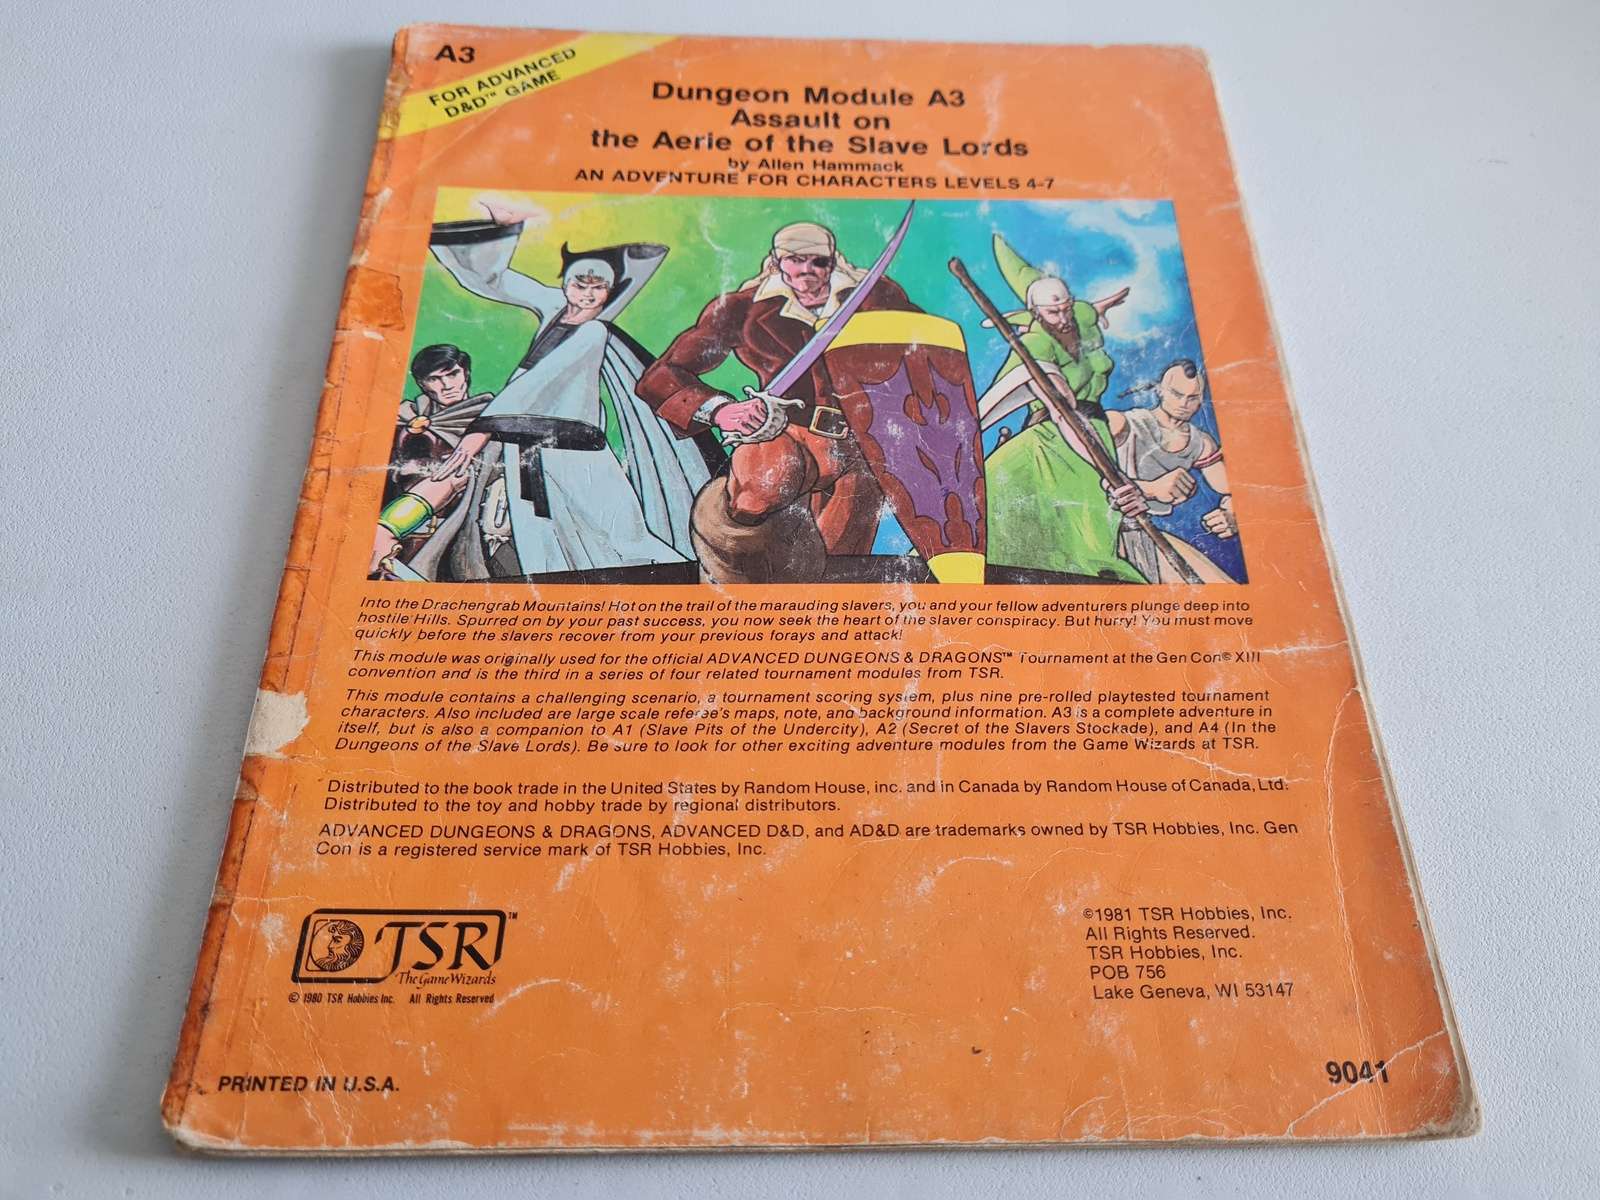 A3
FOR ADVANCED
D&D™ GAME
Dungeon Module A3
Assault on
the Aerie of the Slave Lords
by Allen Hammack
AN ADVENTURE FOR CHARACTERS LEVELS 4-7
Into the Drachengrab Mountains! Hot on the trail of the marauding slavers, you and your fellow adventurers plunge deep into
hostile Hills. Spurred on by your past success, you now seek the heart of the slaver conspiracy. But hurry! You must move
quickly before the slavers recover from your previous forays and attack!
This module was originally used for the official ADVANCED DUNGEONS & DRAGONS™ Tournament at the Gen Con® XIII
convention and is the third in a series of four related tournament modules from TSR.
This module contains a challenging scenario, a tournament scoring system, plus nine pre-rolled playtested tournament
characters. Also included are large scale referee's maps, note, and background information. A3 is a complete adventure in
itself, but is also a companion to A1 (Slave Pits of the Undercity), A2 (Secret of the Slavers Stockade), and A4 (In the
Dungeons of the Slave Lords). Be sure to look for other exciting adventure modules from the Game Wizards at TSR.
Distributed to the book trade in the United States by Random House, inc. and in Canada by Random House of Canada, Ltd.
Distributed to the toy and hobby trade by regional distributors.
ADVANCED DUNGEONS & DRAGONS, ADVANCED D&D, and AD&D are trademarks owned by TSR Hobbies, Inc. Gen
Con is a registered service mark of TSR Hobbies, Inc.
TSR™
The Game Wizards
© 1980 TSR Hobbies Inc. All Rights Reserved
©1981 TSR Hobbies, Inc.
All Rights Reserved.
TSR Hobbies, Inc.
POB 756
Lake Geneva, WI 53147
PRINTED IN U.S.A.
9041